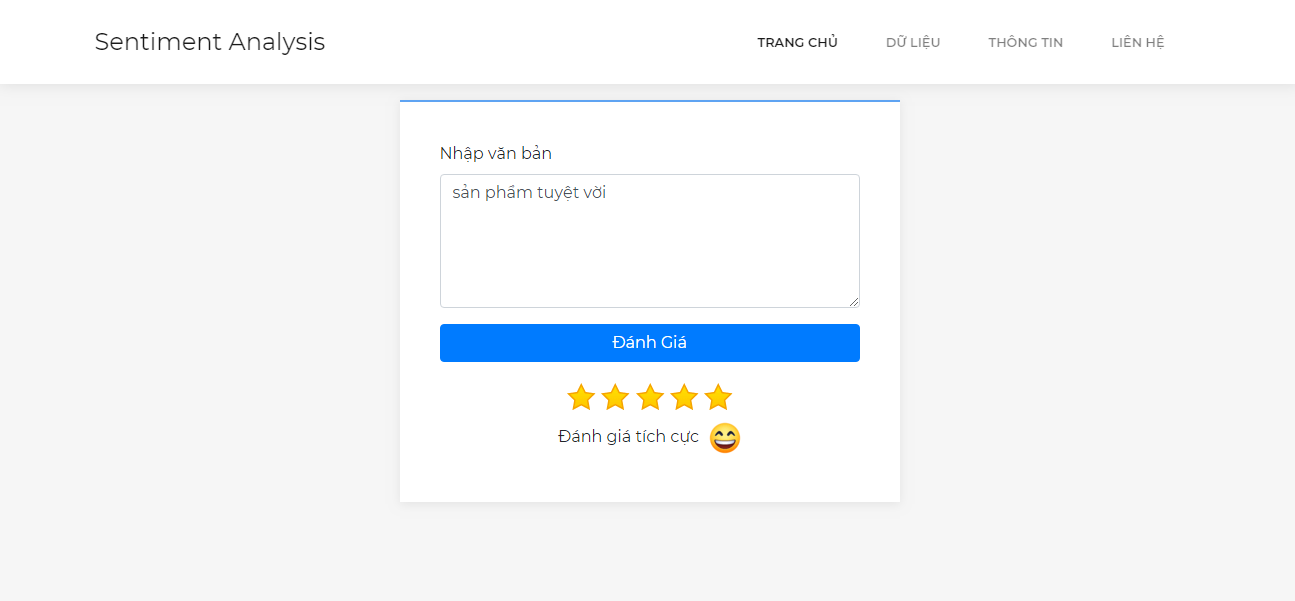 Sentiment Analysis
TRANG CHỦ
DỮ LIỆU
THÔNG TIN
LIÊN HỆ
Nhập văn bản
sản phẩm tuyệt vời
Đánh Giá
Đánh giá tích cực